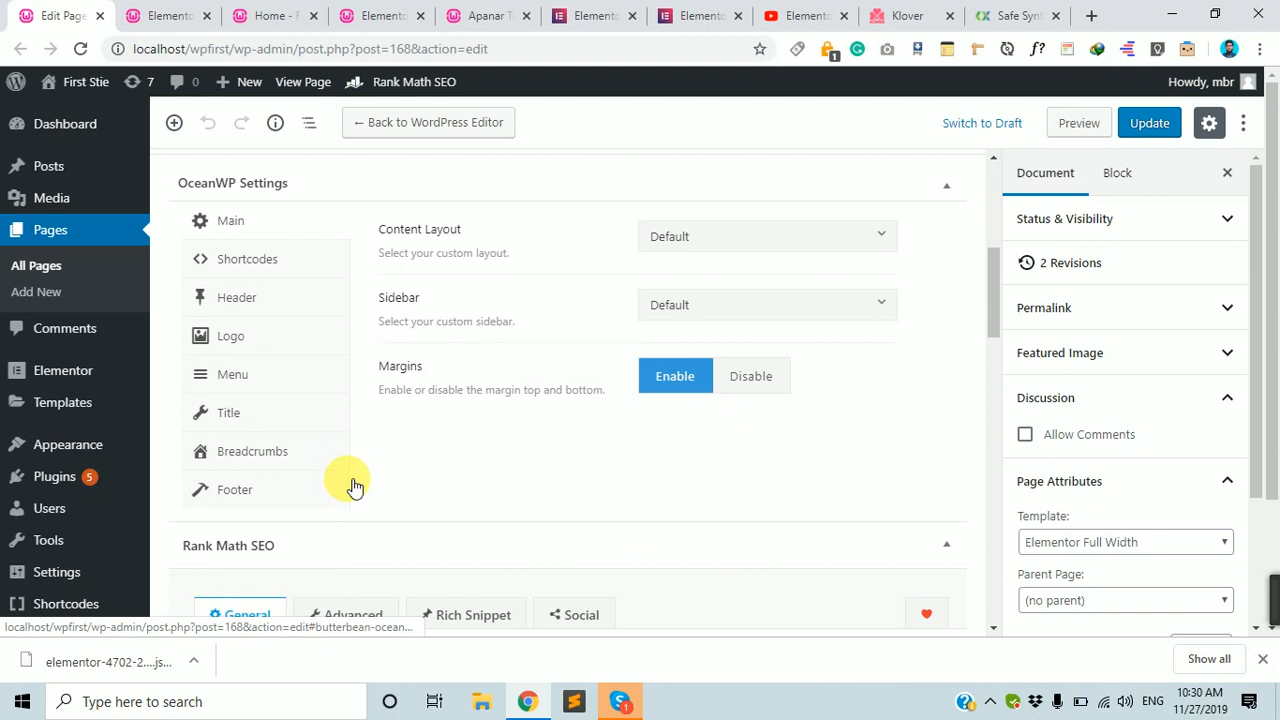 Edit Page
Elemento
Home - F
Elemento
Apanar T
Elemento
Elemento
Elemento
Klover
Safe Synt
localhost/wpfirst/wp-admin/post.php?post=168&action=edit
1
f?
First Stie
7
0
New
View Page
Rank Math SEO
Howdy, mbr
Dashboard
Posts
Media
Pages
All Pages
Add New
Comments
Elementor
Templates
Appearance
Plugins 5
Users
Tools
Settings
Shortcodes
← Back to WordPress Editor
Switch to Draft
Preview
Update
OceanWP Settings
Main
Shortcodes
Header
Logo
Menu
Title
Breadcrumbs
Footer
Content Layout
Select your custom layout.
Default
Sidebar
Select your custom sidebar.
Default
Margins
Enable or disable the margin top and bottom.
Enable
Disable
Rank Math SEO
General
Advanced
Rich Snippet
Social
Document
Block
Status & Visibility
2 Revisions
Permalink
Featured Image
Discussion
Allow Comments
Page Attributes
Template:
Elementor Full Width
Parent Page:
(no parent)
localhost/wpfirst/wp-admin/post.php?post=168&action=edit#butterbean-ocean...
elementor-4702-2....js...
Show all
Type here to search
1
ENG
10:30 AM
11/27/2019